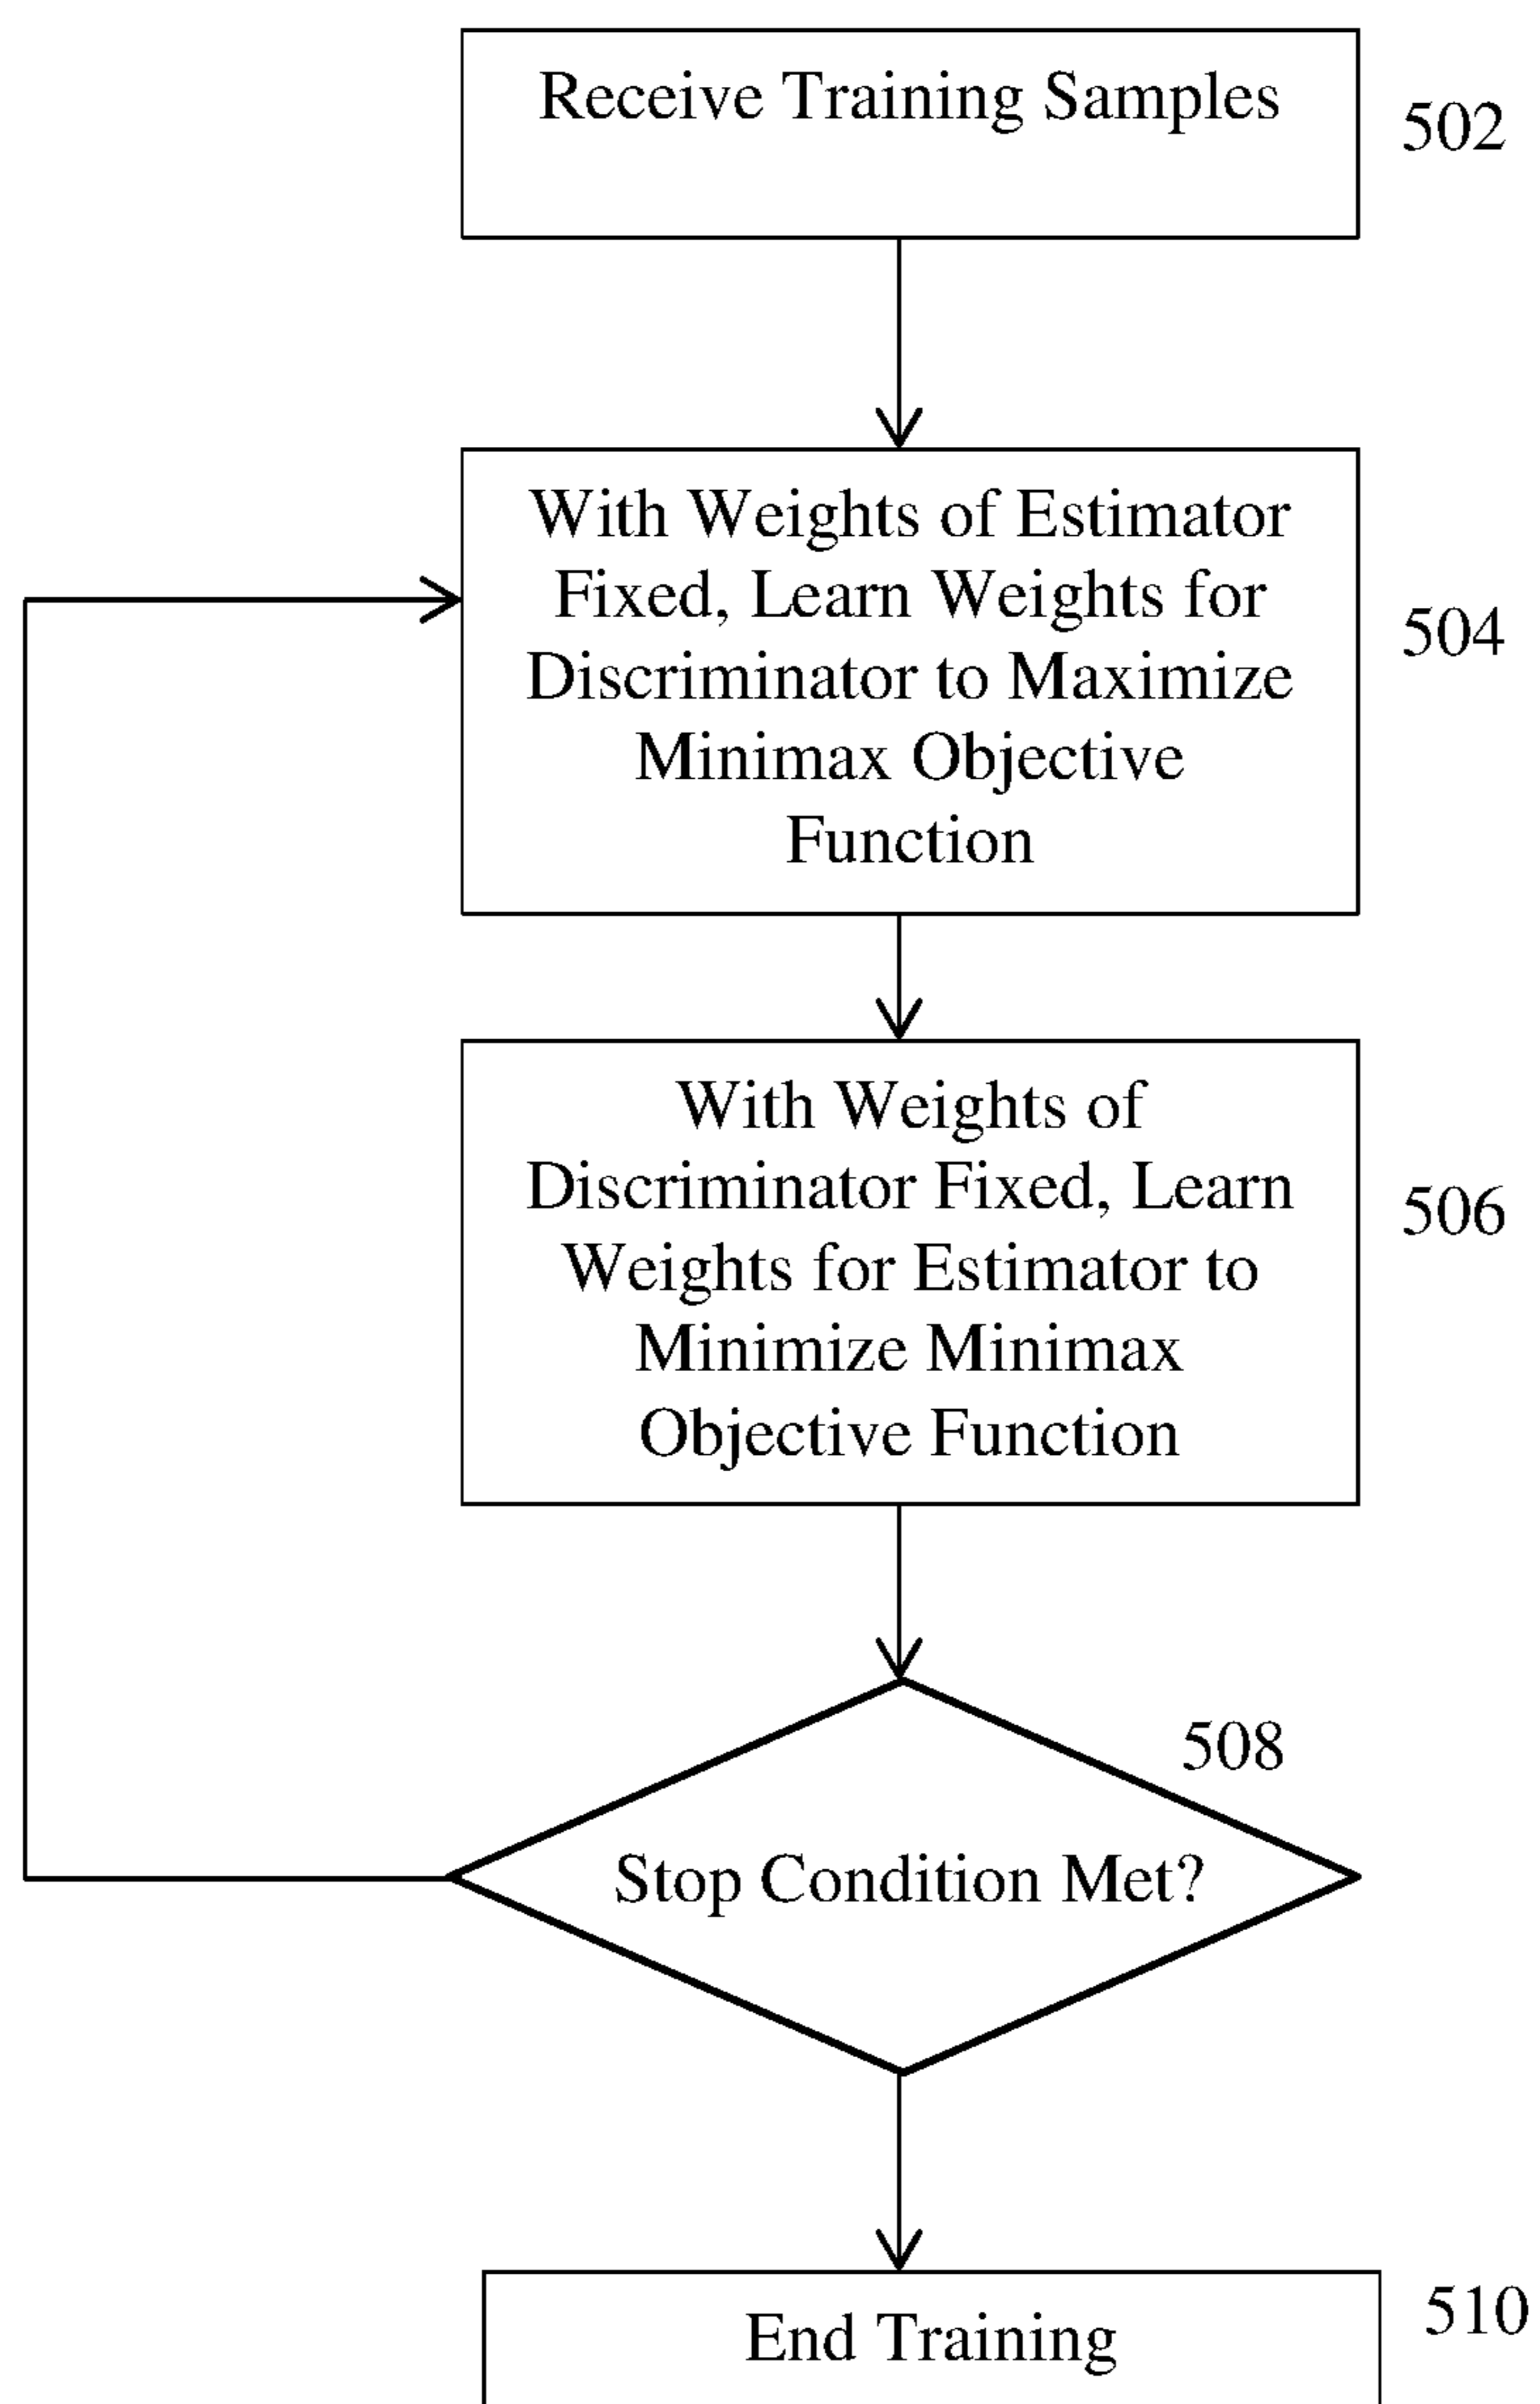 Receive Training Samples
502
With Weights of Estimator
Fixed, Learn Weights for
Discriminator to Maximize
Minimax Objective
Function
504
With Weights of
Discriminator Fixed, Learn
Weights for Estimator to
Minimize Minimax
Objective Function
506
508
Stop Condition Met?
End Training
510